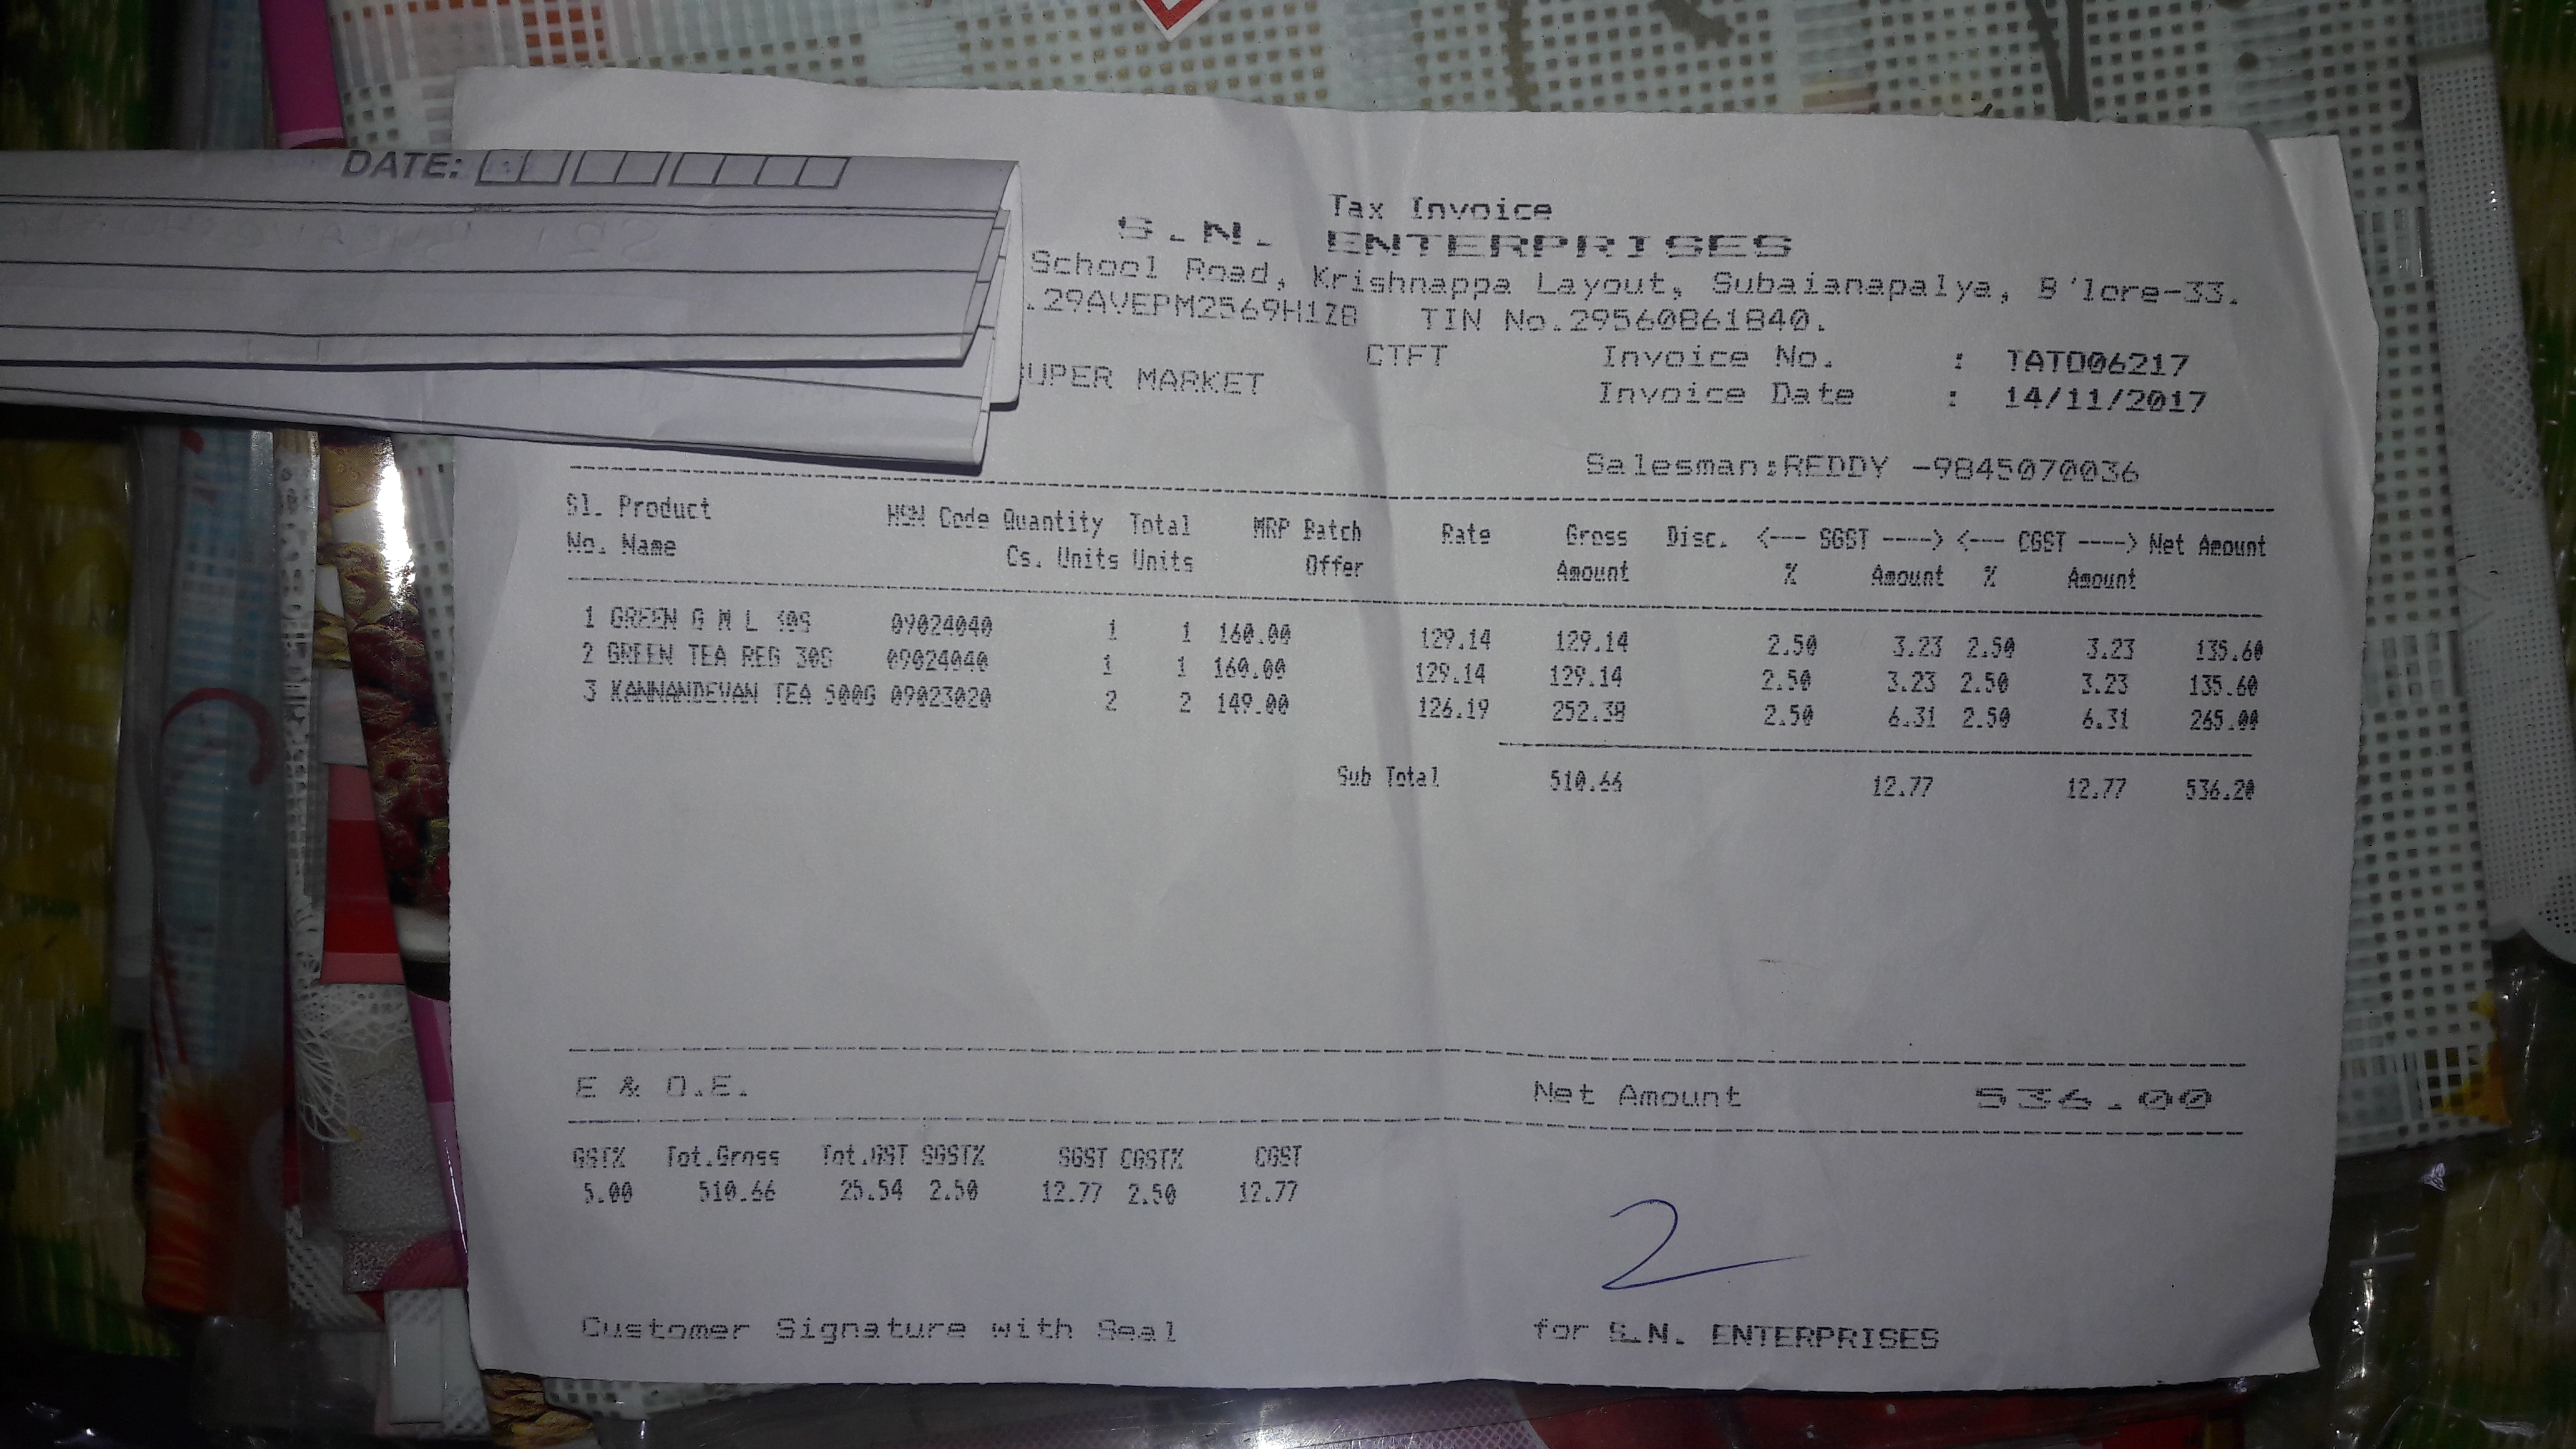 DATE:
Tax Invoice
S.N. ENTERPRISES
School Road, Krishnappa Layout, Subaianapalya, B'lore-33.
.29AVEPM2569H1Z8 TIN No.29560861840.
CTFT Invoice No. : TATD06217
UPER MARKET Invoice Date : 14/11/2017
Salesman:REDDY -9845070036
Sl. Product HSN Code Quantity Total MRP Batch Rate Gross Disc. <--- SGST ----> <--- CGST ----> Net Amount
No. Name Cs. Units Units Offer Amount % Amount % Amount
1 GREEN G M L 30S 09024040 1 1 160.00 129.14 129.14 2.50 3.23 2.50 3.23 135.60
2 GREEN TEA REG 30S 09024040 1 1 160.00 129.14 129.14 2.50 3.23 2.50 3.23 135.60
3 KANNANDEVAN TEA 500G 09023020 2 2 149.00 126.19 252.38 2.50 6.31 2.50 6.31 265.00
Sub Total 510.66 12.77 12.77 536.20
E & O.E. Net Amount 536.00
GST% Tot.Gross Tot.GST SGST% SGST CGST% CGST
5.00 510.66 25.54 2.50 12.77 2.50 12.77
Customer Signature with Seal for S.N. ENTERPRISES